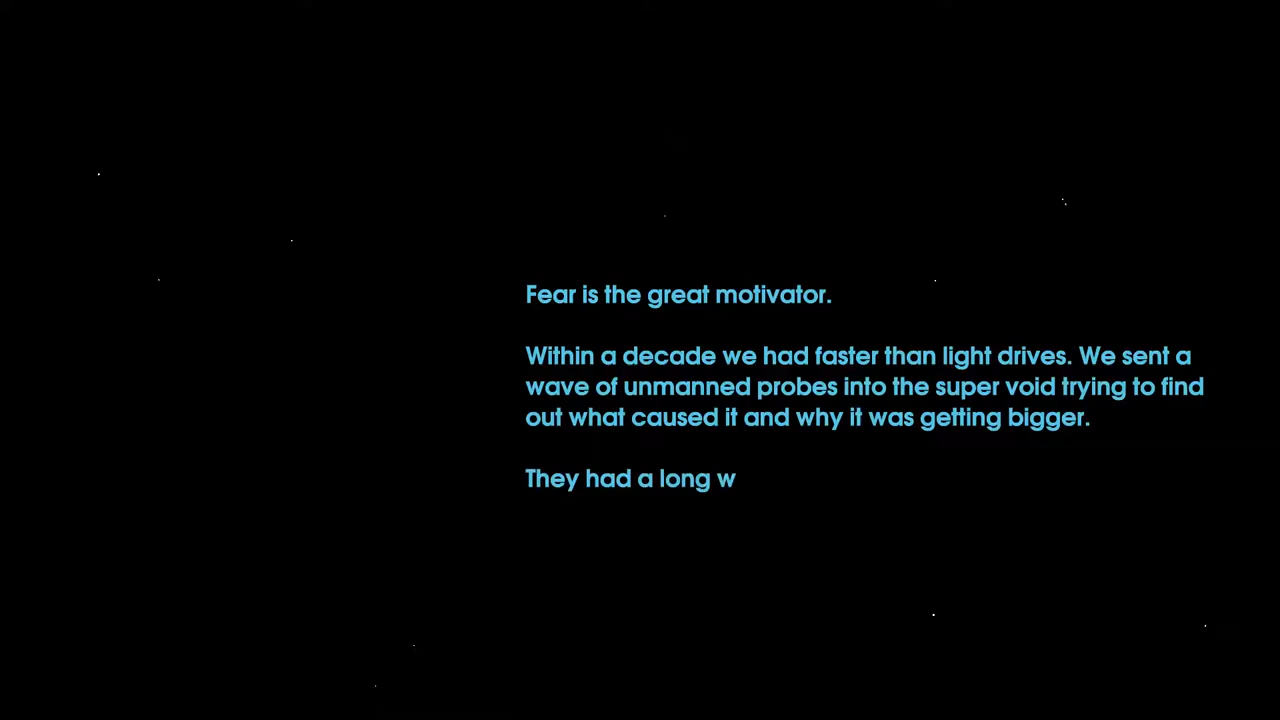 Fear is the great motivator.
Within a decade we had faster than light drives. We sent a
wave of unmanned probes into the super void trying to find
out what caused it and why it was getting bigger.
They had a long w